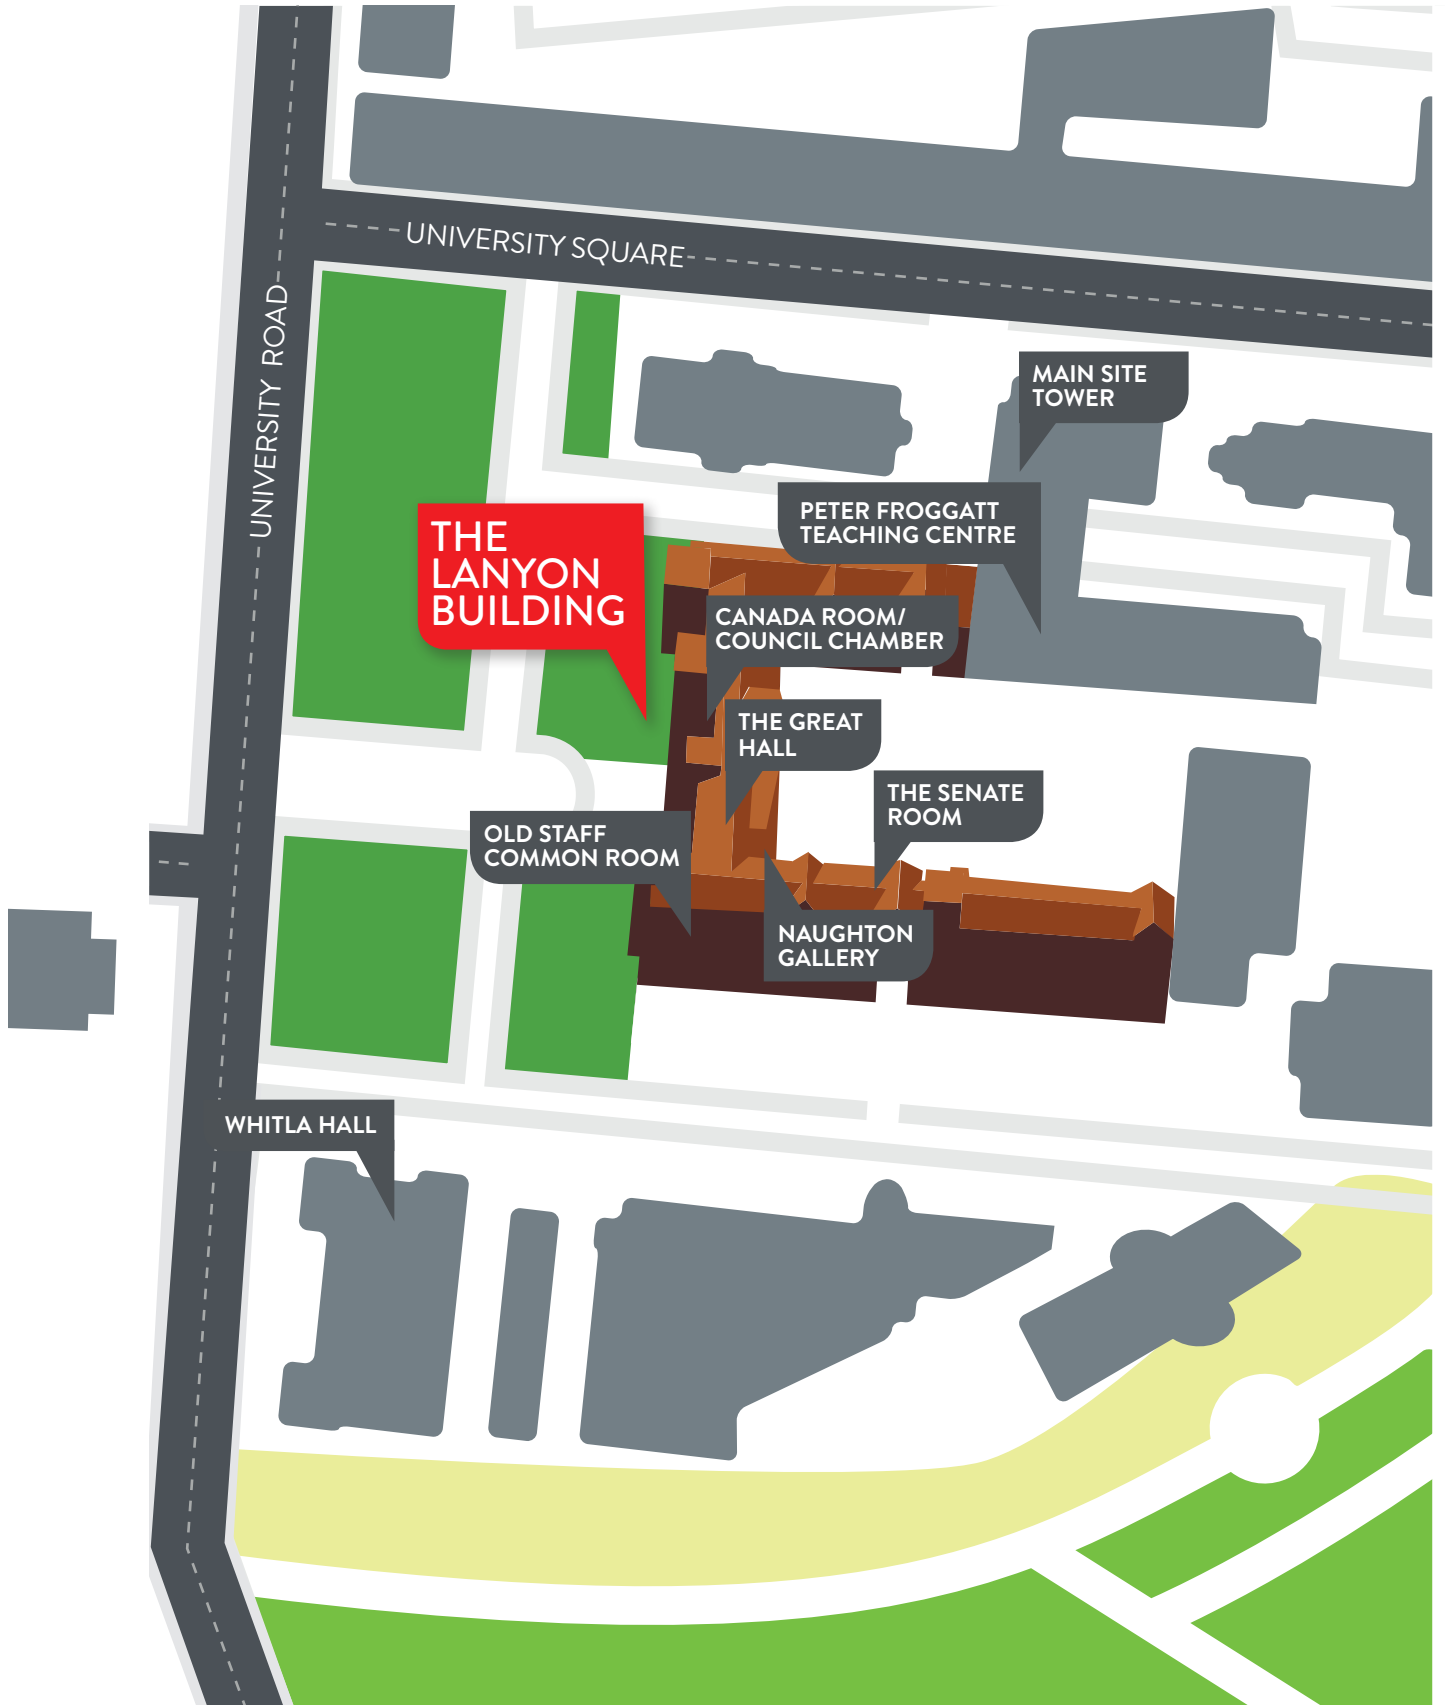 UNIVERSITY SQUARE
UNIVERSITY ROAD
MAIN SITE
TOWER
PETER FROGGATT
TEACHING CENTRE
THE
LANYON
BUILDING
CANADA ROOM/
COUNCIL CHAMBER
THE GREAT
HALL
THE SENATE
ROOM
OLD STAFF
COMMON ROOM
NAUGHTON
GALLERY
WHITLA HALL